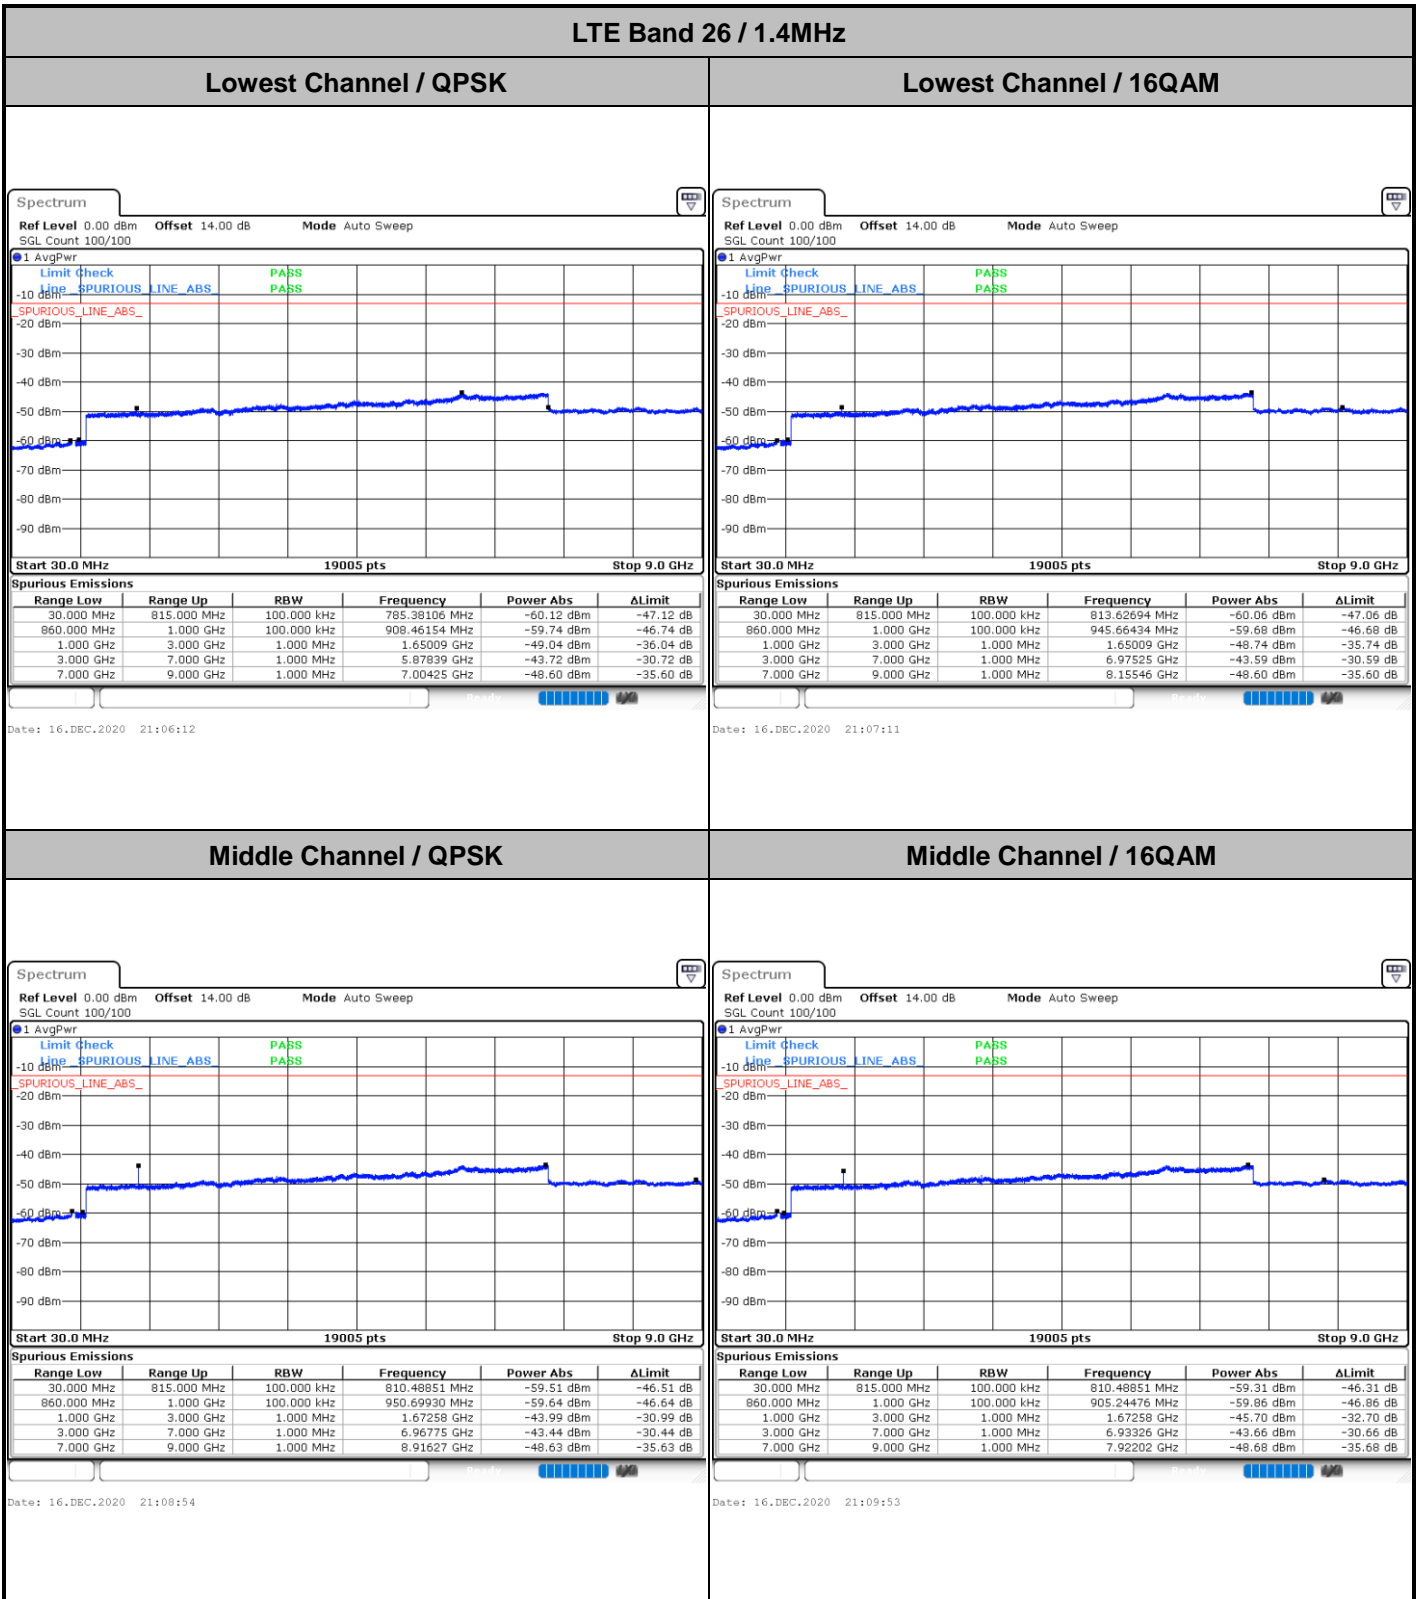 LTE Band 26 / 1.4MHz
Lowest Channel / QPSK
Lowest Channel / 16QAM
Spectrum
Ref Level 0.00 dBm Offset 14.00 dB Mode Auto Sweep
SGL Count 100/100
1 AvgPwr
Limit Check PASS
Line _SPURIOUS_LINE_ABS_ PASS
-10 dBm
_SPURIOUS_LINE_ABS_
-20 dBm
-30 dBm
-40 dBm
-50 dBm
-60 dBm
-70 dBm
-80 dBm
-90 dBm
Start 30.0 MHz 19005 pts Stop 9.0 GHz
Spurious Emissions
Range Low Range Up RBW Frequency Power Abs ΔLimit
30.000 MHz 815.000 MHz 100.000 kHz 785.38106 MHz -60.12 dBm -47.12 dB
860.000 MHz 1.000 GHz 100.000 kHz 908.46154 MHz -59.74 dBm -46.74 dB
1.000 GHz 3.000 GHz 1.000 MHz 1.65009 GHz -49.04 dBm -36.04 dB
3.000 GHz 7.000 GHz 1.000 MHz 5.87839 GHz -43.72 dBm -30.72 dB
7.000 GHz 9.000 GHz 1.000 MHz 7.00425 GHz -48.60 dBm -35.60 dB
Ready
Date: 16.DEC.2020 21:06:12
Spectrum
Ref Level 0.00 dBm Offset 14.00 dB Mode Auto Sweep
SGL Count 100/100
1 AvgPwr
Limit Check PASS
Line _SPURIOUS_LINE_ABS_ PASS
-10 dBm
_SPURIOUS_LINE_ABS_
-20 dBm
-30 dBm
-40 dBm
-50 dBm
-60 dBm
-70 dBm
-80 dBm
-90 dBm
Start 30.0 MHz 19005 pts Stop 9.0 GHz
Spurious Emissions
Range Low Range Up RBW Frequency Power Abs ΔLimit
30.000 MHz 815.000 MHz 100.000 kHz 813.62694 MHz -60.06 dBm -47.06 dB
860.000 MHz 1.000 GHz 100.000 kHz 945.66434 MHz -59.68 dBm -46.68 dB
1.000 GHz 3.000 GHz 1.000 MHz 1.65009 GHz -48.74 dBm -35.74 dB
3.000 GHz 7.000 GHz 1.000 MHz 6.97525 GHz -43.59 dBm -30.59 dB
7.000 GHz 9.000 GHz 1.000 MHz 8.15546 GHz -48.60 dBm -35.60 dB
Ready
Date: 16.DEC.2020 21:07:11
Middle Channel / QPSK
Middle Channel / 16QAM
Spectrum
Ref Level 0.00 dBm Offset 14.00 dB Mode Auto Sweep
SGL Count 100/100
1 AvgPwr
Limit Check PASS
Line _SPURIOUS_LINE_ABS_ PASS
-10 dBm
_SPURIOUS_LINE_ABS_
-20 dBm
-30 dBm
-40 dBm
-50 dBm
-60 dBm
-70 dBm
-80 dBm
-90 dBm
Start 30.0 MHz 19005 pts Stop 9.0 GHz
Spurious Emissions
Range Low Range Up RBW Frequency Power Abs ΔLimit
30.000 MHz 815.000 MHz 100.000 kHz 810.48851 MHz -59.51 dBm -46.51 dB
860.000 MHz 1.000 GHz 100.000 kHz 950.69930 MHz -59.64 dBm -46.64 dB
1.000 GHz 3.000 GHz 1.000 MHz 1.67258 GHz -43.99 dBm -30.99 dB
3.000 GHz 7.000 GHz 1.000 MHz 6.96775 GHz -43.44 dBm -30.44 dB
7.000 GHz 9.000 GHz 1.000 MHz 8.91627 GHz -48.63 dBm -35.63 dB
Ready
Date: 16.DEC.2020 21:08:54
Spectrum
Ref Level 0.00 dBm Offset 14.00 dB Mode Auto Sweep
SGL Count 100/100
1 AvgPwr
Limit Check PASS
Line _SPURIOUS_LINE_ABS_ PASS
-10 dBm
_SPURIOUS_LINE_ABS_
-20 dBm
-30 dBm
-40 dBm
-50 dBm
-60 dBm
-70 dBm
-80 dBm
-90 dBm
Start 30.0 MHz 19005 pts Stop 9.0 GHz
Spurious Emissions
Range Low Range Up RBW Frequency Power Abs ΔLimit
30.000 MHz 815.000 MHz 100.000 kHz 810.48851 MHz -59.31 dBm -46.31 dB
860.000 MHz 1.000 GHz 100.000 kHz 905.24476 MHz -59.86 dBm -46.86 dB
1.000 GHz 3.000 GHz 1.000 MHz 1.67258 GHz -45.70 dBm -32.70 dB
3.000 GHz 7.000 GHz 1.000 MHz 6.93326 GHz -43.66 dBm -30.66 dB
7.000 GHz 9.000 GHz 1.000 MHz 7.92202 GHz -48.68 dBm -35.68 dB
Ready
Date: 16.DEC.2020 21:09:53